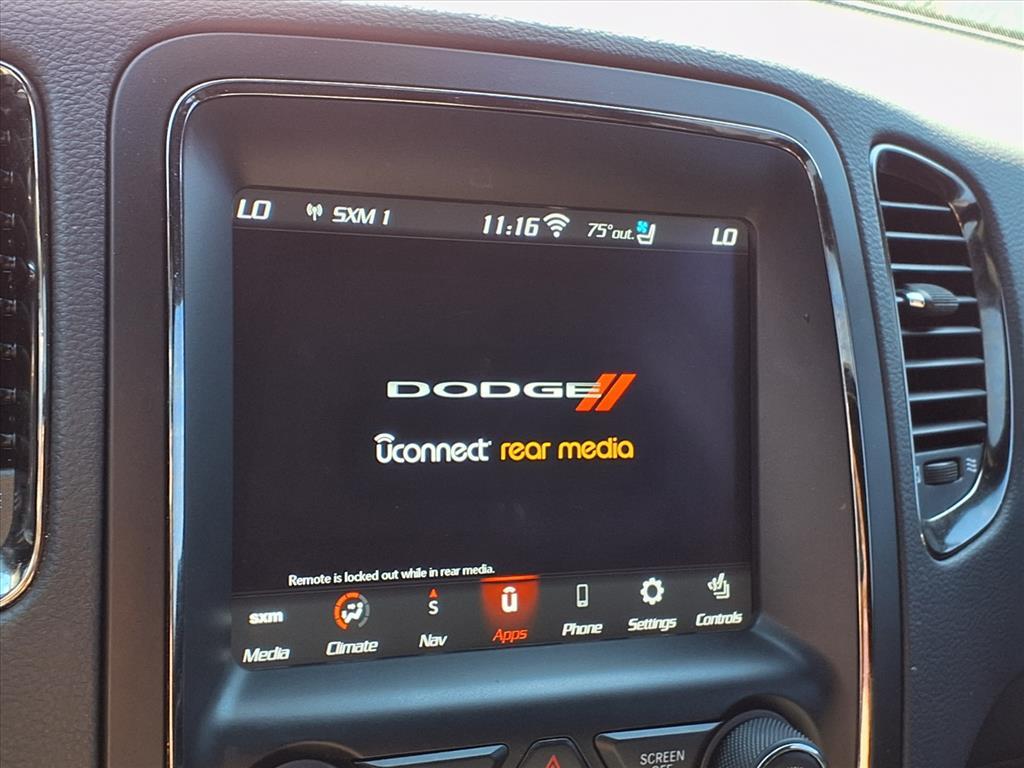 LO SXM 1 11:16 75° out. LO
DODGE
uconnect rear media
Remote is locked out while in rear media.
sxm S u
Media Climate Nav Apps Phone Settings Controls
SCREEN
OFF